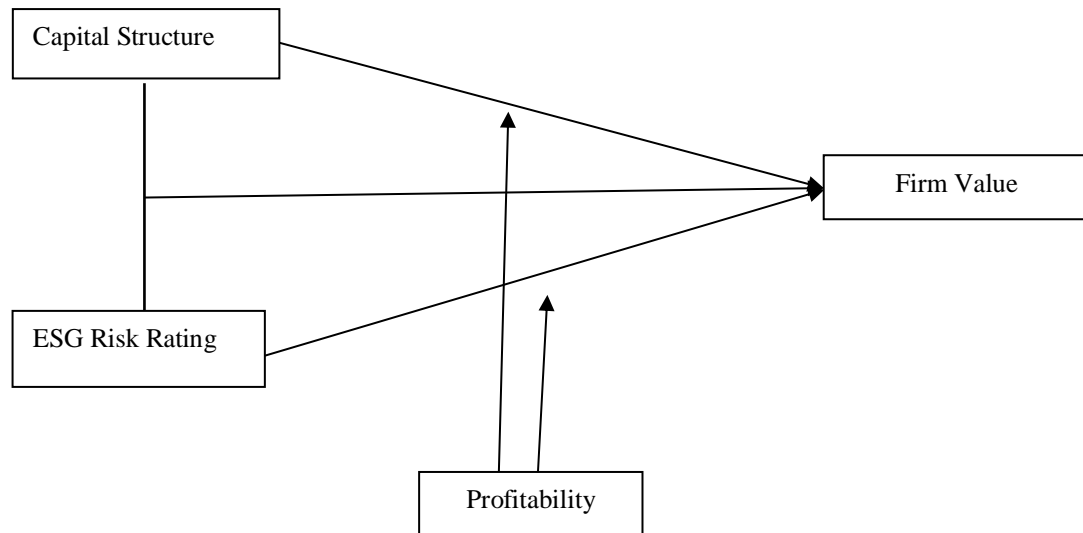 Capital Structure
Firm Value
ESG Risk Rating
Profitability